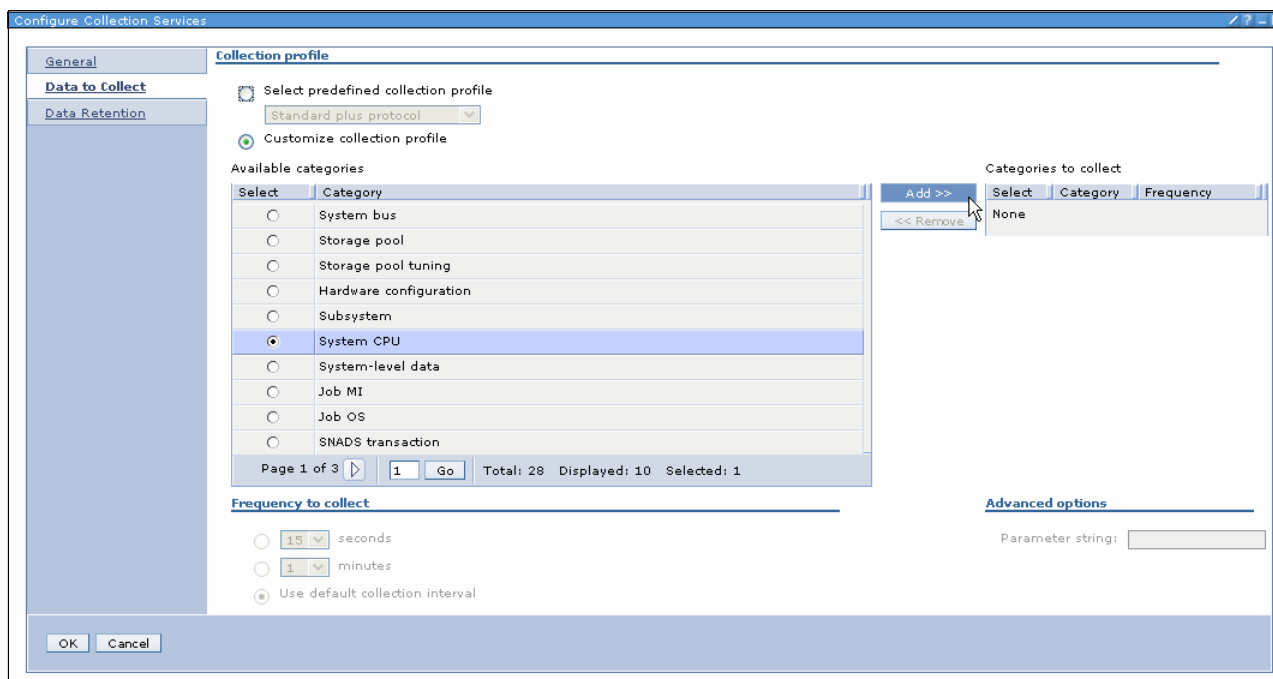 Configure Collection Services
General
Data to Collect
Data Retention
Collection profile
Select predefined collection profile
Standard plus protocol
Customize collection profile
Available categories
Select Category
System bus
Storage pool
Storage pool tuning
Hardware configuration
Subsystem
System CPU
System-level data
Job MI
Job OS
SNADS transaction
Page 1 of 3 1 Go Total: 28 Displayed: 10 Selected: 1
Add >>
<< Remove
Categories to collect
Select Category Frequency
None
Frequency to collect
15 seconds
1 minutes
Use default collection interval
Advanced options
Parameter string:
OK Cancel